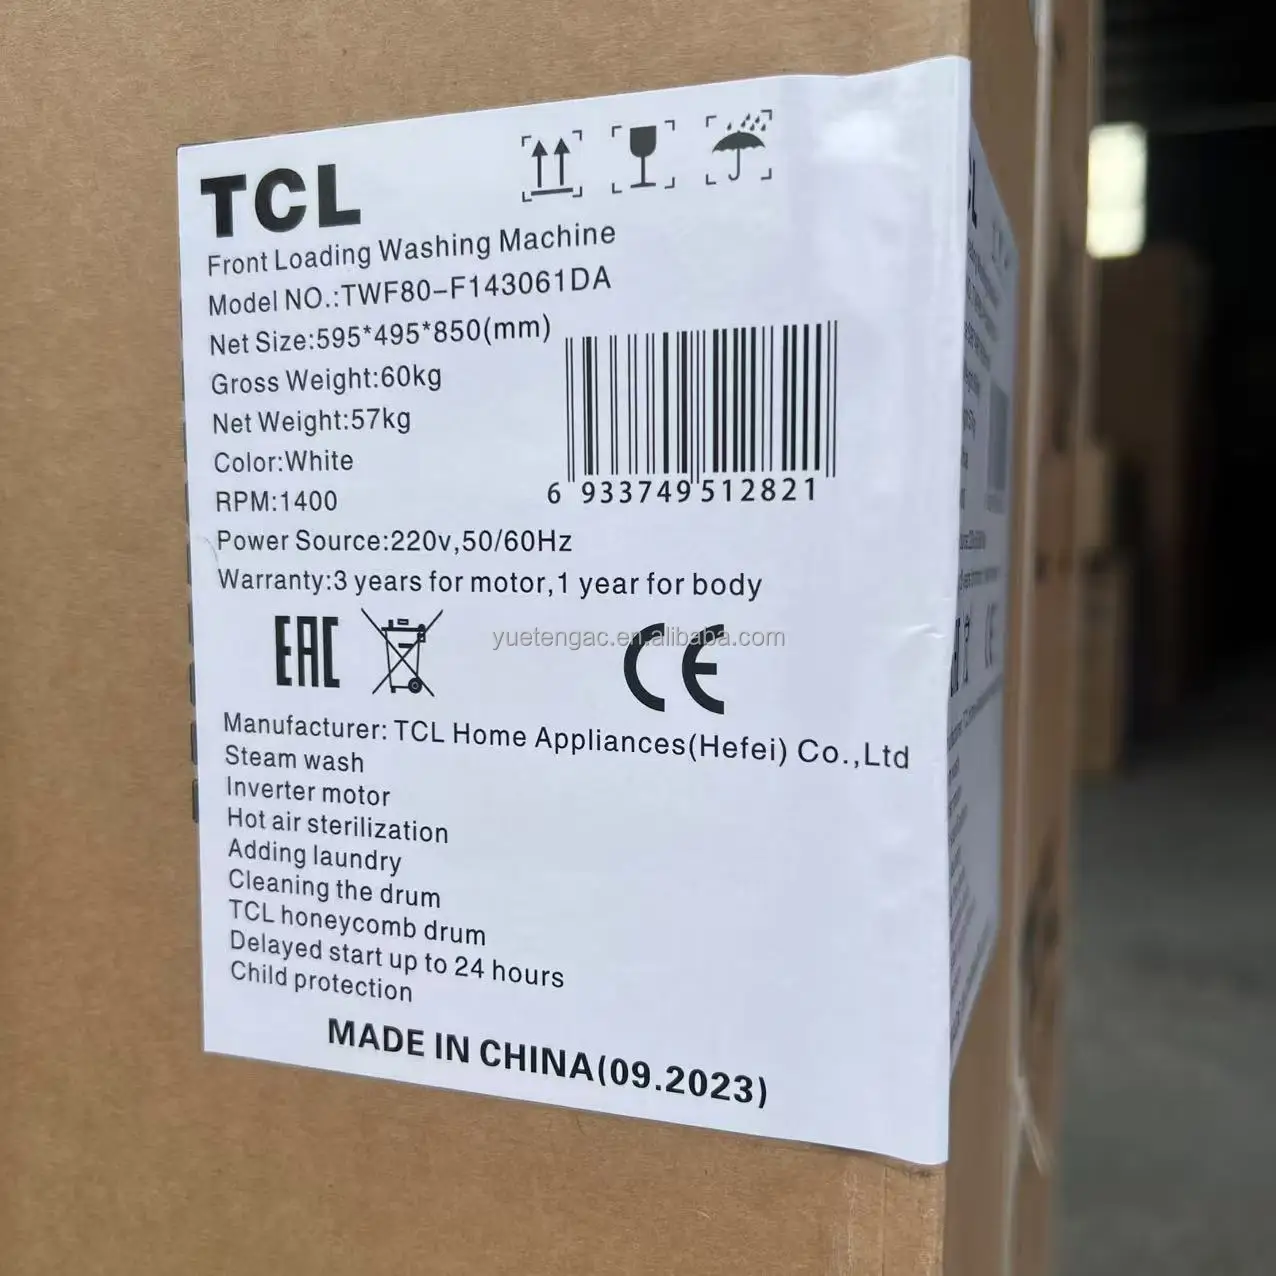 TCL
Front Loading Washing Machine
Model NO.:TWF80-F143061DA
Net Size:595*495*850(mm)
Gross Weight:60kg
Net Weight:57kg
Color:White
RPM:1400
6 933749 512821
Power Source:220v,50/60Hz
Warranty:3 years for motor,1 year for body
yuetengac.en.alibaba.com
EAC CE
Manufacturer: TCL Home Appliances(Hefei) Co.,Ltd
Steam wash
Inverter motor
Hot air sterilization
Adding laundry
Cleaning the drum
TCL honeycomb drum
Delayed start up to 24 hours
Child protection
MADE IN CHINA(09.2023)